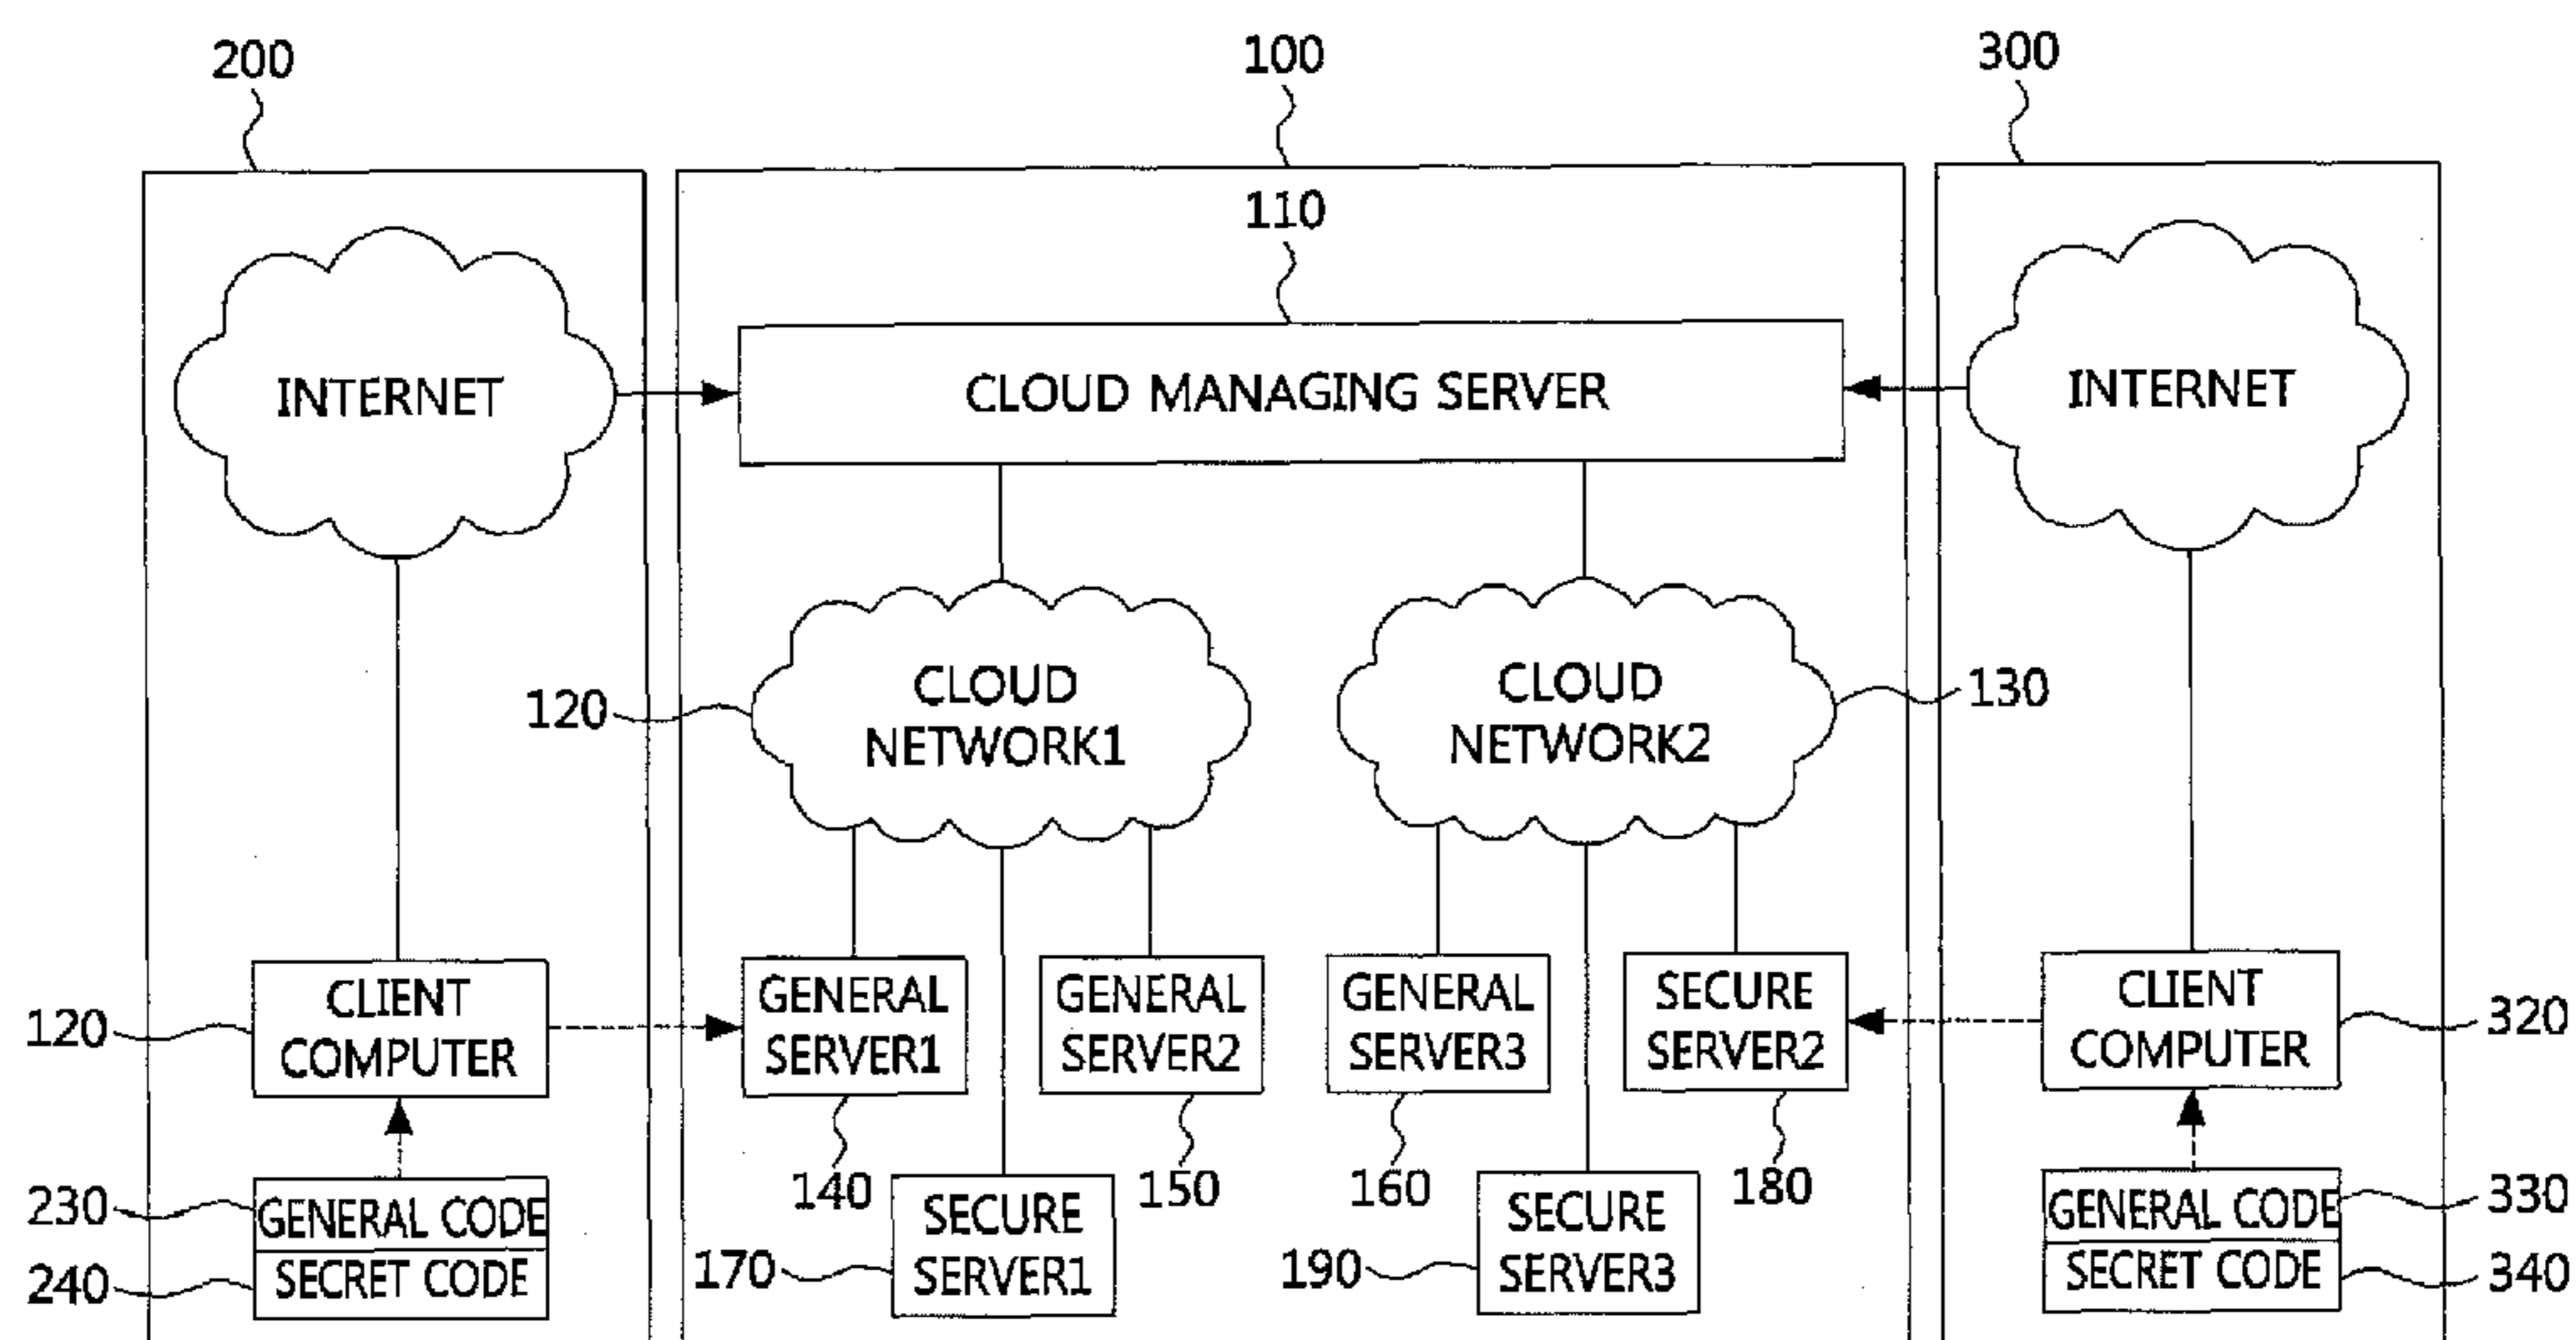 200
100
300
110
INTERNET
CLOUD MANAGING SERVER
INTERNET
120
CLOUD
NETWORK1
CLOUD
NETWORK2
130
120
CLIENT
COMPUTER
GENERAL
SERVER1
GENERAL
SERVER2
GENERAL
SERVER3
SECURE
SERVER2
CLIENT
COMPUTER
320
140
150
160
180
230
GENERAL CODE
240
SECRET CODE
170
SECURE
SERVER1
190
SECURE
SERVER3
GENERAL CODE
330
SECRET CODE
340